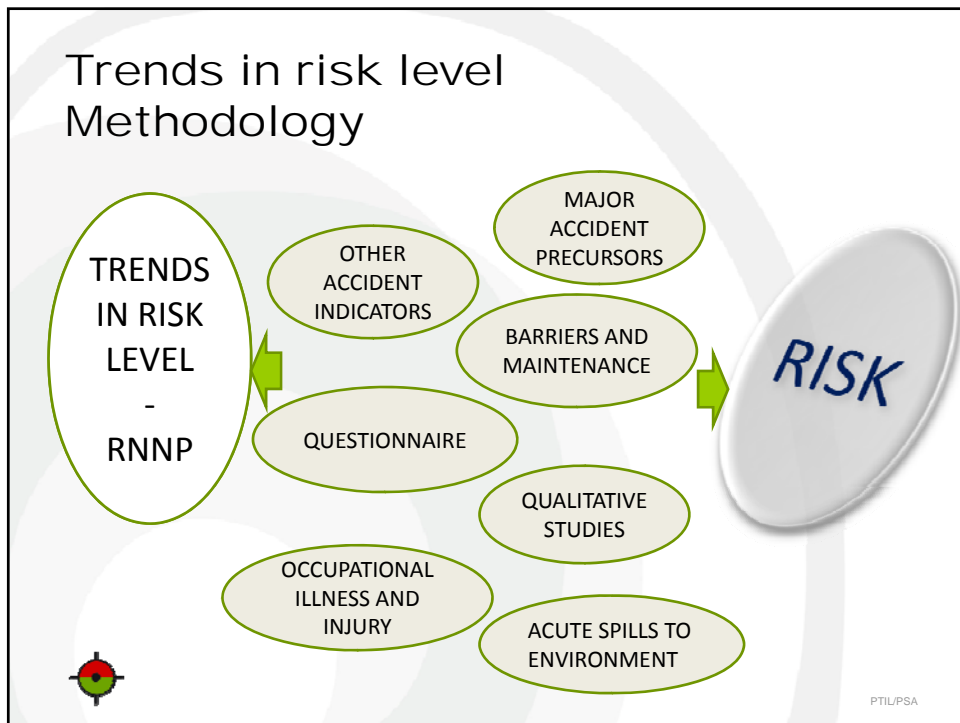 Trends in risk level
Methodology
TRENDS
IN RISK
LEVEL
-
RNNP
OTHER
ACCIDENT
INDICATORS
MAJOR
ACCIDENT
PRECURSORS
BARRIERS AND
MAINTENANCE
QUESTIONNAIRE
QUALITATIVE
STUDIES
OCCUPATIONAL
ILLNESS AND
INJURY
ACUTE SPILLS TO
ENVIRONMENT
RISK
PTIL/PSA